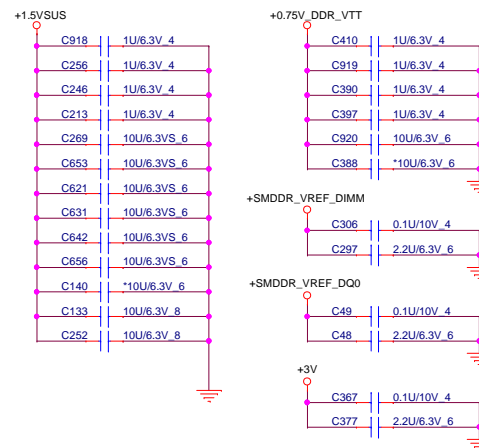 +1.5VSUS
C918 1U/6.3V_4
C256 1U/6.3V_4
C246 1U/6.3V_4
C213 1U/6.3V_4
C269 10U/6.3VS_6
C653 10U/6.3VS_6
C621 10U/6.3VS_6
C631 10U/6.3VS_6
C642 10U/6.3VS_6
C656 10U/6.3VS_6
C140 *10U/6.3V_6
C133 10U/6.3V_8
C252 10U/6.3V_8
+0.75V_DDR_VTT
C410 1U/6.3V_4
C919 1U/6.3V_4
C390 1U/6.3V_4
C397 1U/6.3V_4
C920 10U/6.3V_6
C388 *10U/6.3V_6
+SMDDR_VREF_DIMM
C306 0.1U/10V_4
C297 2.2U/6.3V_6
+SMDDR_VREF_DQ0
C49 0.1U/10V_4
C48 2.2U/6.3V_6
+3V
C367 0.1U/10V_4
C377 2.2U/6.3V_6